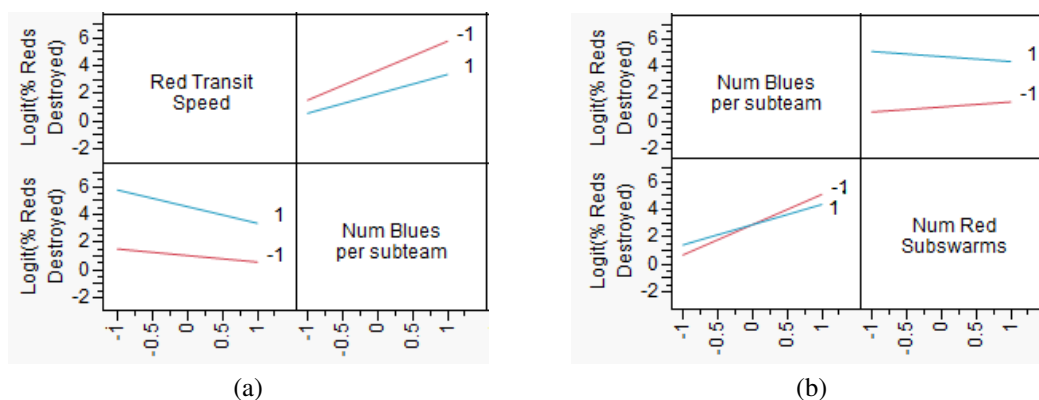 Logit(% Reds
Destroyed)
6
4
2
0
-2
Red Transit
Speed
-1
1
Logit(% Reds
Destroyed)
6
4
2
0
-2
1
-1
Num Blues
per subteam
-1
-0.5
0
0.5
1
-1
-0.5
0
0.5
1
(a)
Logit(% Reds
Destroyed)
6
4
2
0
-2
Num Blues
per subteam
1
-1
Logit(% Reds
Destroyed)
6
4
2
0
-2
-1
1
Num Red
Subswarms
-1
-0.5
0
0.5
1
-1
-0.5
0
0.5
1
(b)